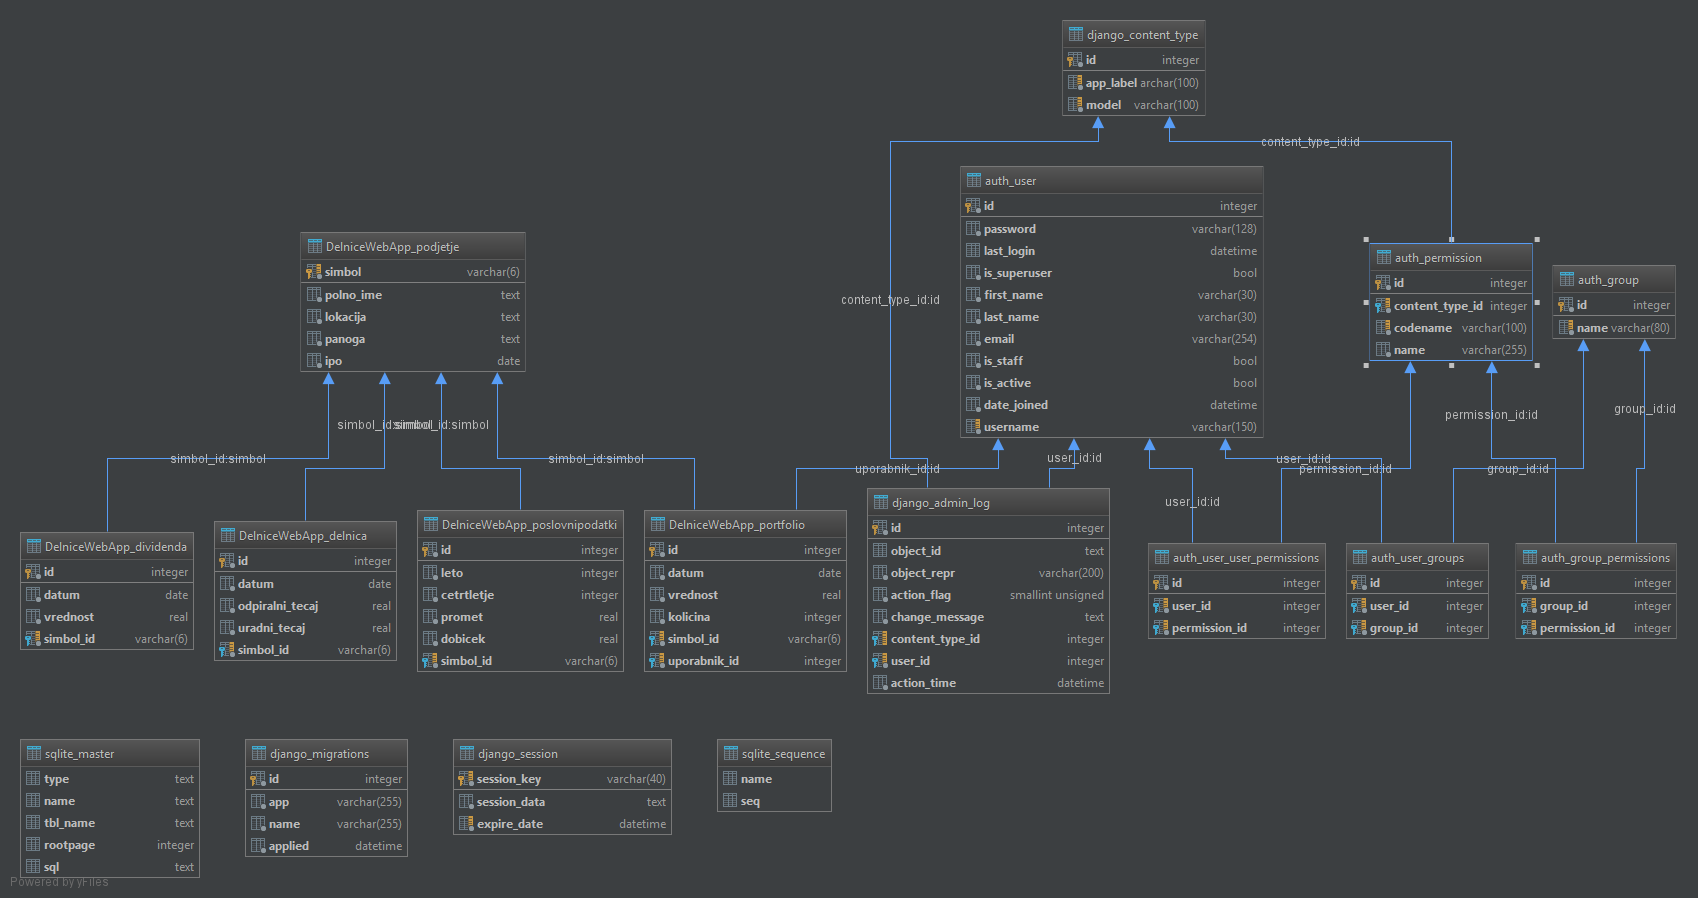 django_content_type
id integer
app_label archar(100)
model varchar(100)
content_type_id:id
content_type_id:id
auth_user
id integer
password varchar(128)
last_login datetime
is_superuser bool
first_name varchar(30)
last_name varchar(30)
email varchar(254)
is_staff bool
is_active bool
date_joined datetime
username varchar(150)
DelniceWebApp_podjetje
simbol varchar(6)
polno_ime text
lokacija text
panoga text
ipo date
auth_permission
id integer
content_type_id integer
codename varchar(100)
name varchar(255)
auth_group
id integer
name varchar(80)
simbol_id:simbol
simbol_id:simbol
simbol_id:simbol
simbol_id:simbol
permission_id:id
group_id:id
uporabnik_id:id
user_id:id
user_id:id
permission_id:id
group_id:id
user_id:id
DelniceWebApp_dividenda
id integer
datum date
vrednost real
simbol_id varchar(6)
DelniceWebApp_delnica
id integer
datum date
odpiralni_tecaj real
uradni_tecaj real
simbol_id varchar(6)
DelniceWebApp_poslovnipodatki
id integer
leto integer
cetrtletje integer
promet real
dobicek real
simbol_id varchar(6)
DelniceWebApp_portfolio
id integer
datum date
vrednost real
kolicina integer
simbol_id varchar(6)
uporabnik_id integer
django_admin_log
id integer
object_id text
object_repr varchar(200)
action_flag smallint unsigned
change_message text
content_type_id integer
user_id integer
action_time datetime
auth_user_user_permissions
id integer
user_id integer
permission_id integer
auth_user_groups
id integer
user_id integer
group_id integer
auth_group_permissions
id integer
group_id integer
permission_id integer
sqlite_master
type text
name text
tbl_name text
rootpage integer
sql text
django_migrations
id integer
app varchar(255)
name varchar(255)
applied datetime
django_session
session_key varchar(40)
session_data text
expire_date datetime
sqlite_sequence
name
seq
Powered by yFiles